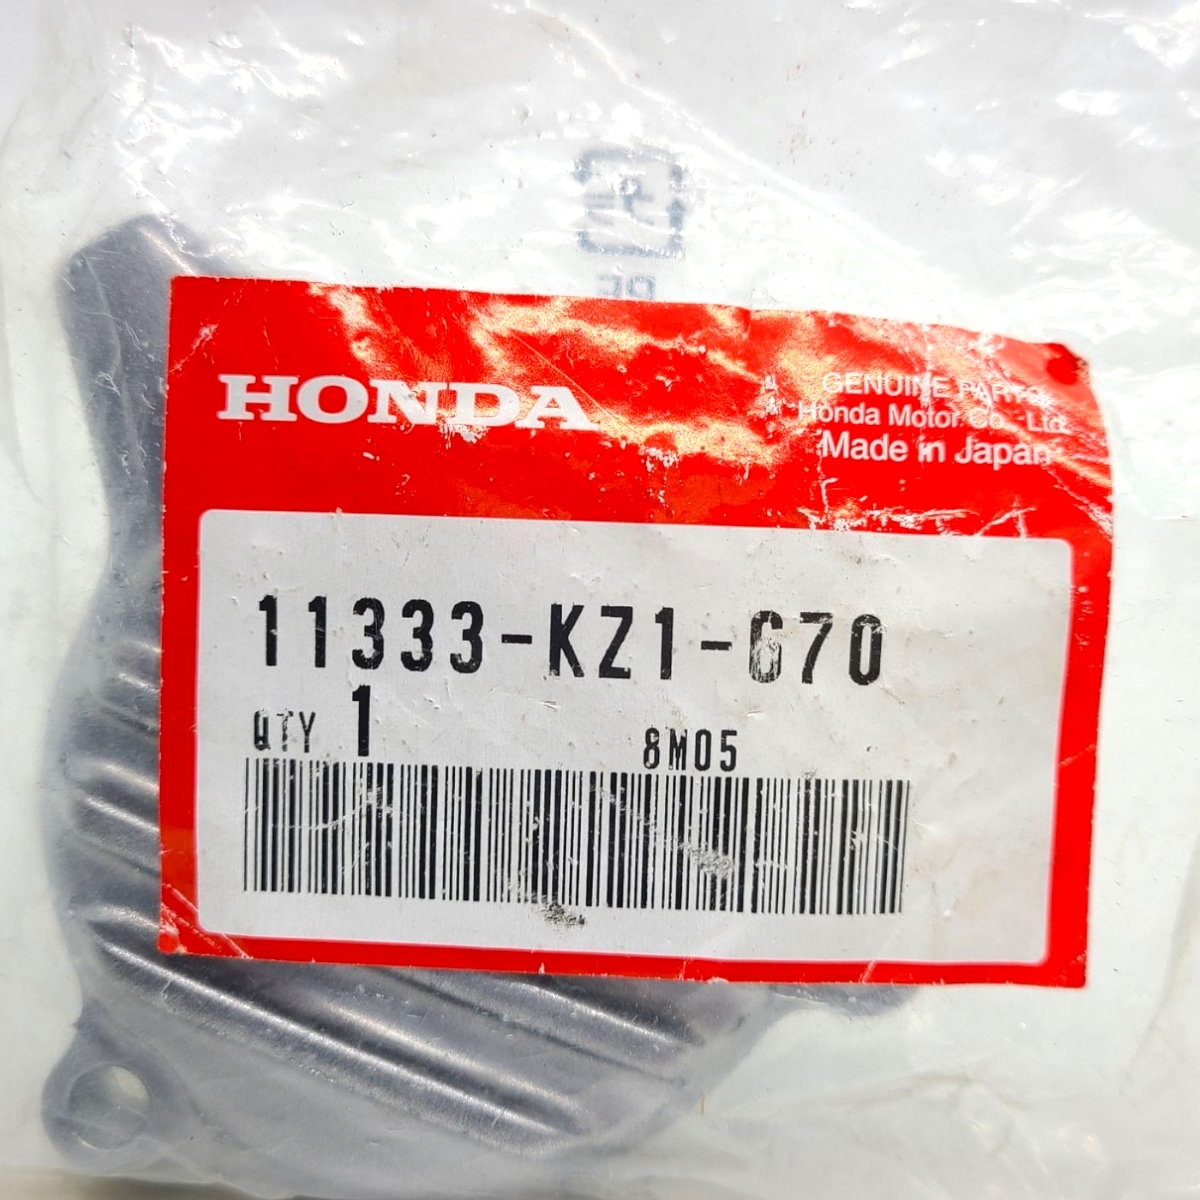 HONDA
GENUINE PARTS
Honda Motor Co., Ltd.
Made in Japan
11333-KZ1-670
QTY 1
8M05